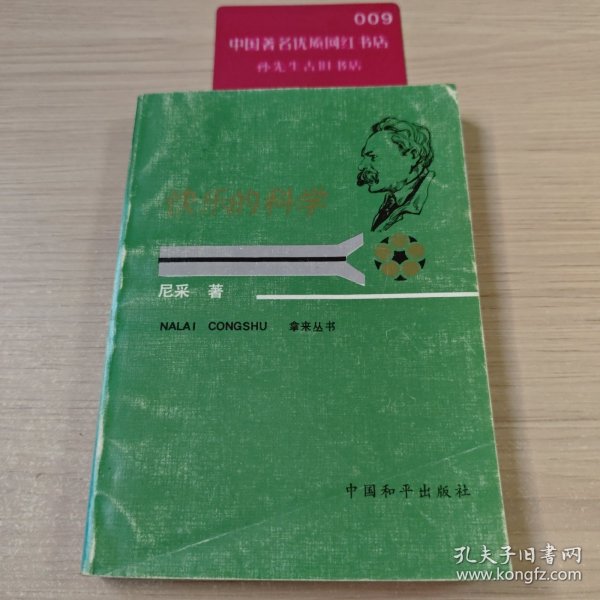 009
中国著名优质网红书店
孙先生古旧书店
快乐的科学
尼采 著
NALAI CONGSHU 拿来丛书
中国和平出版社
孔夫子旧书网
www.kongfz.com